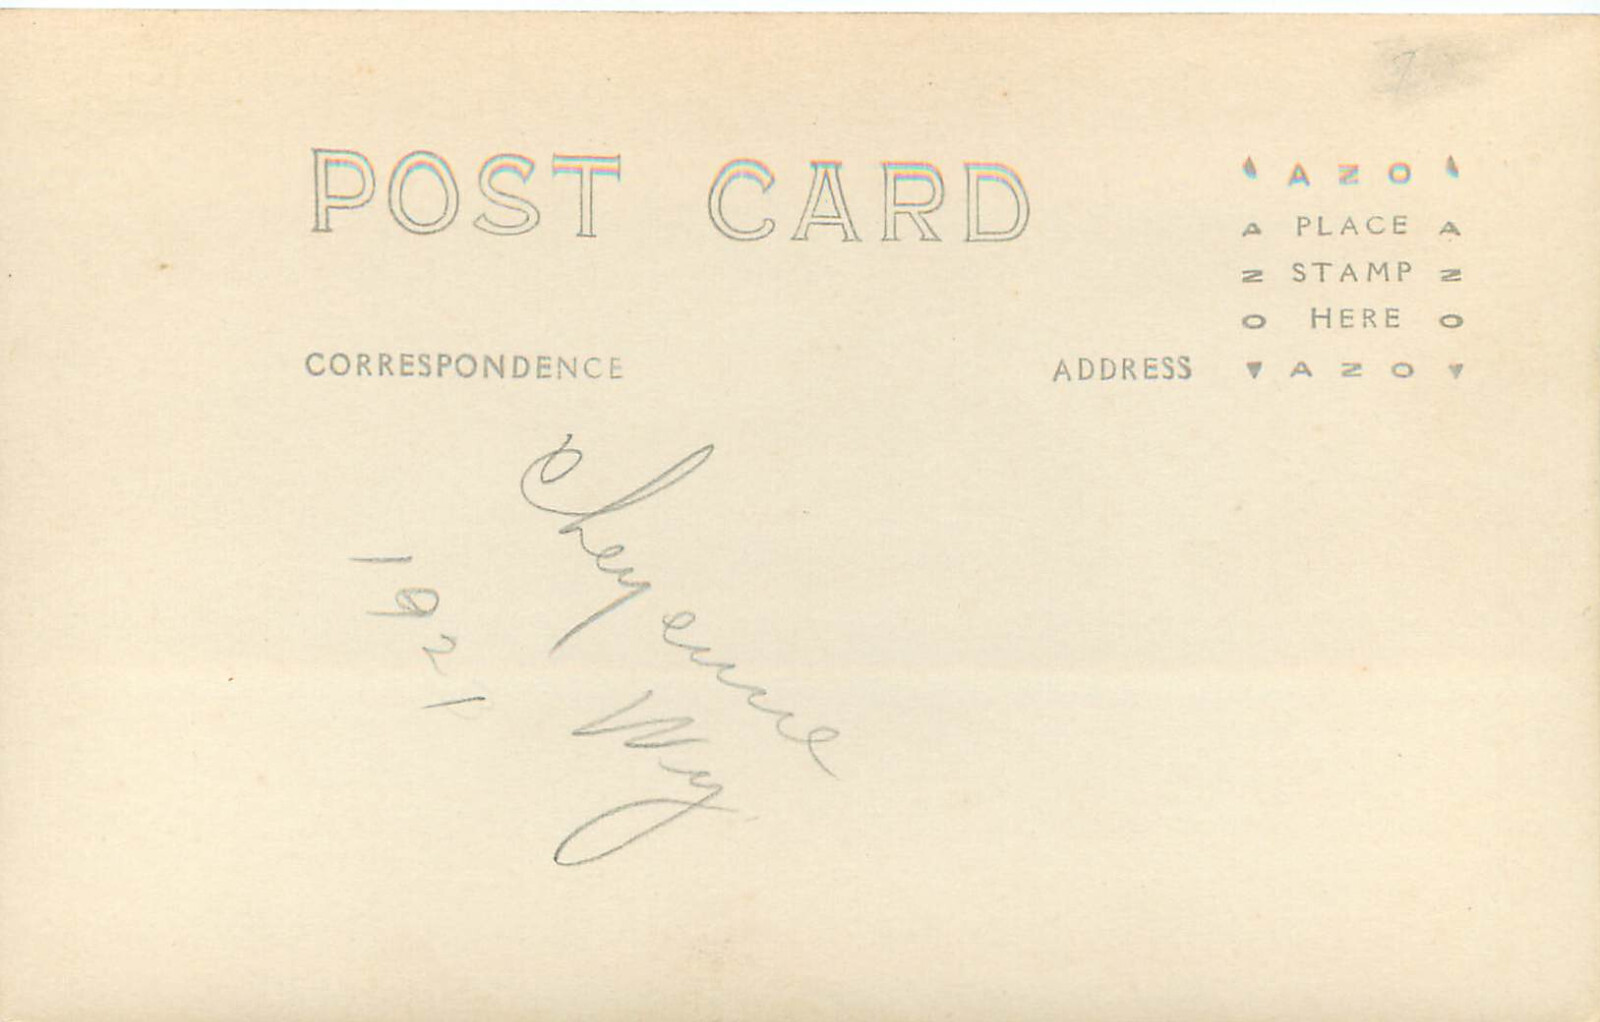 POST CARD
AZO
A PLACE A
N STAMP N
O HERE O
AZO
CORRESPONDENCE
ADDRESS
Cheyenne
Wy.
1921